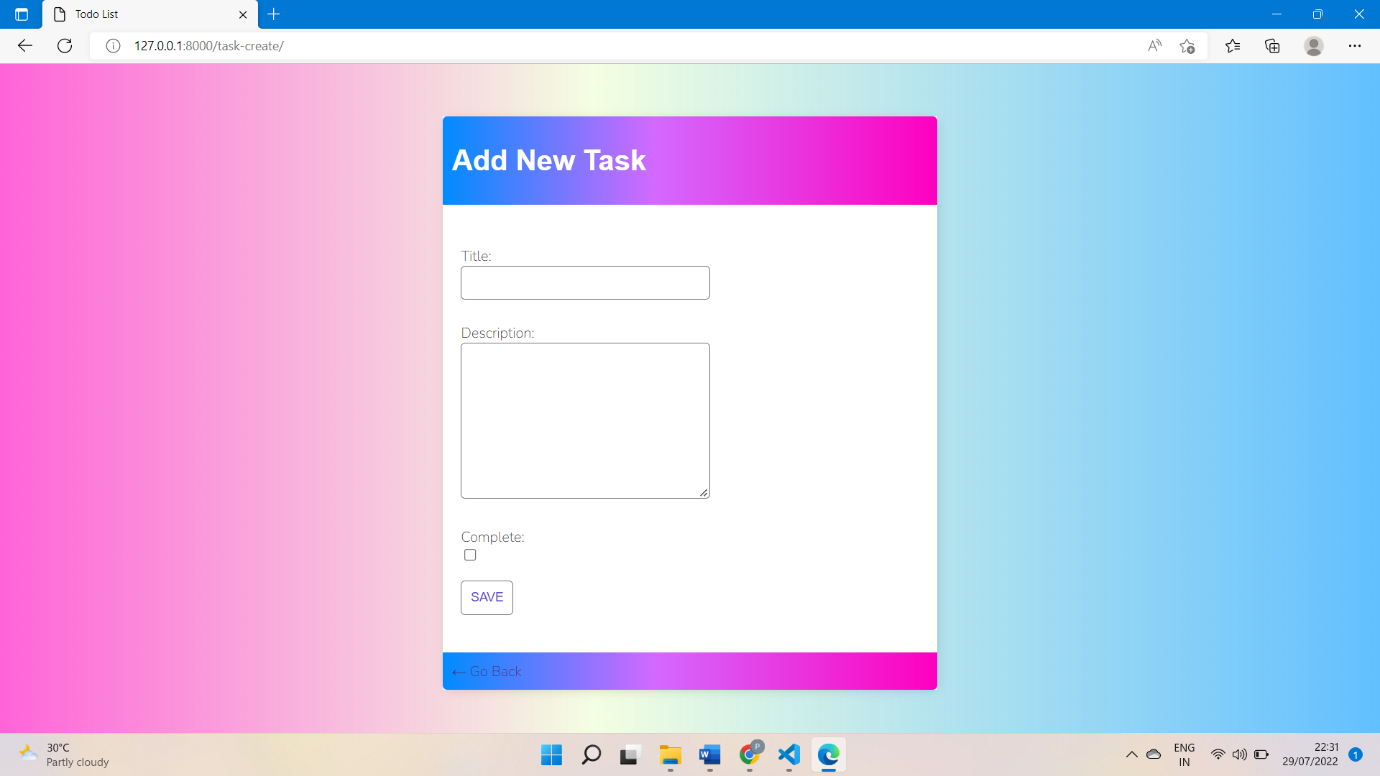 Todo List
127.0.0.1:8000/task-create/
Add New Task
Title:
Description:
Complete:
SAVE
← Go Back
30°C
Partly cloudy
P
ENG
IN
22:31
29/07/2022
1